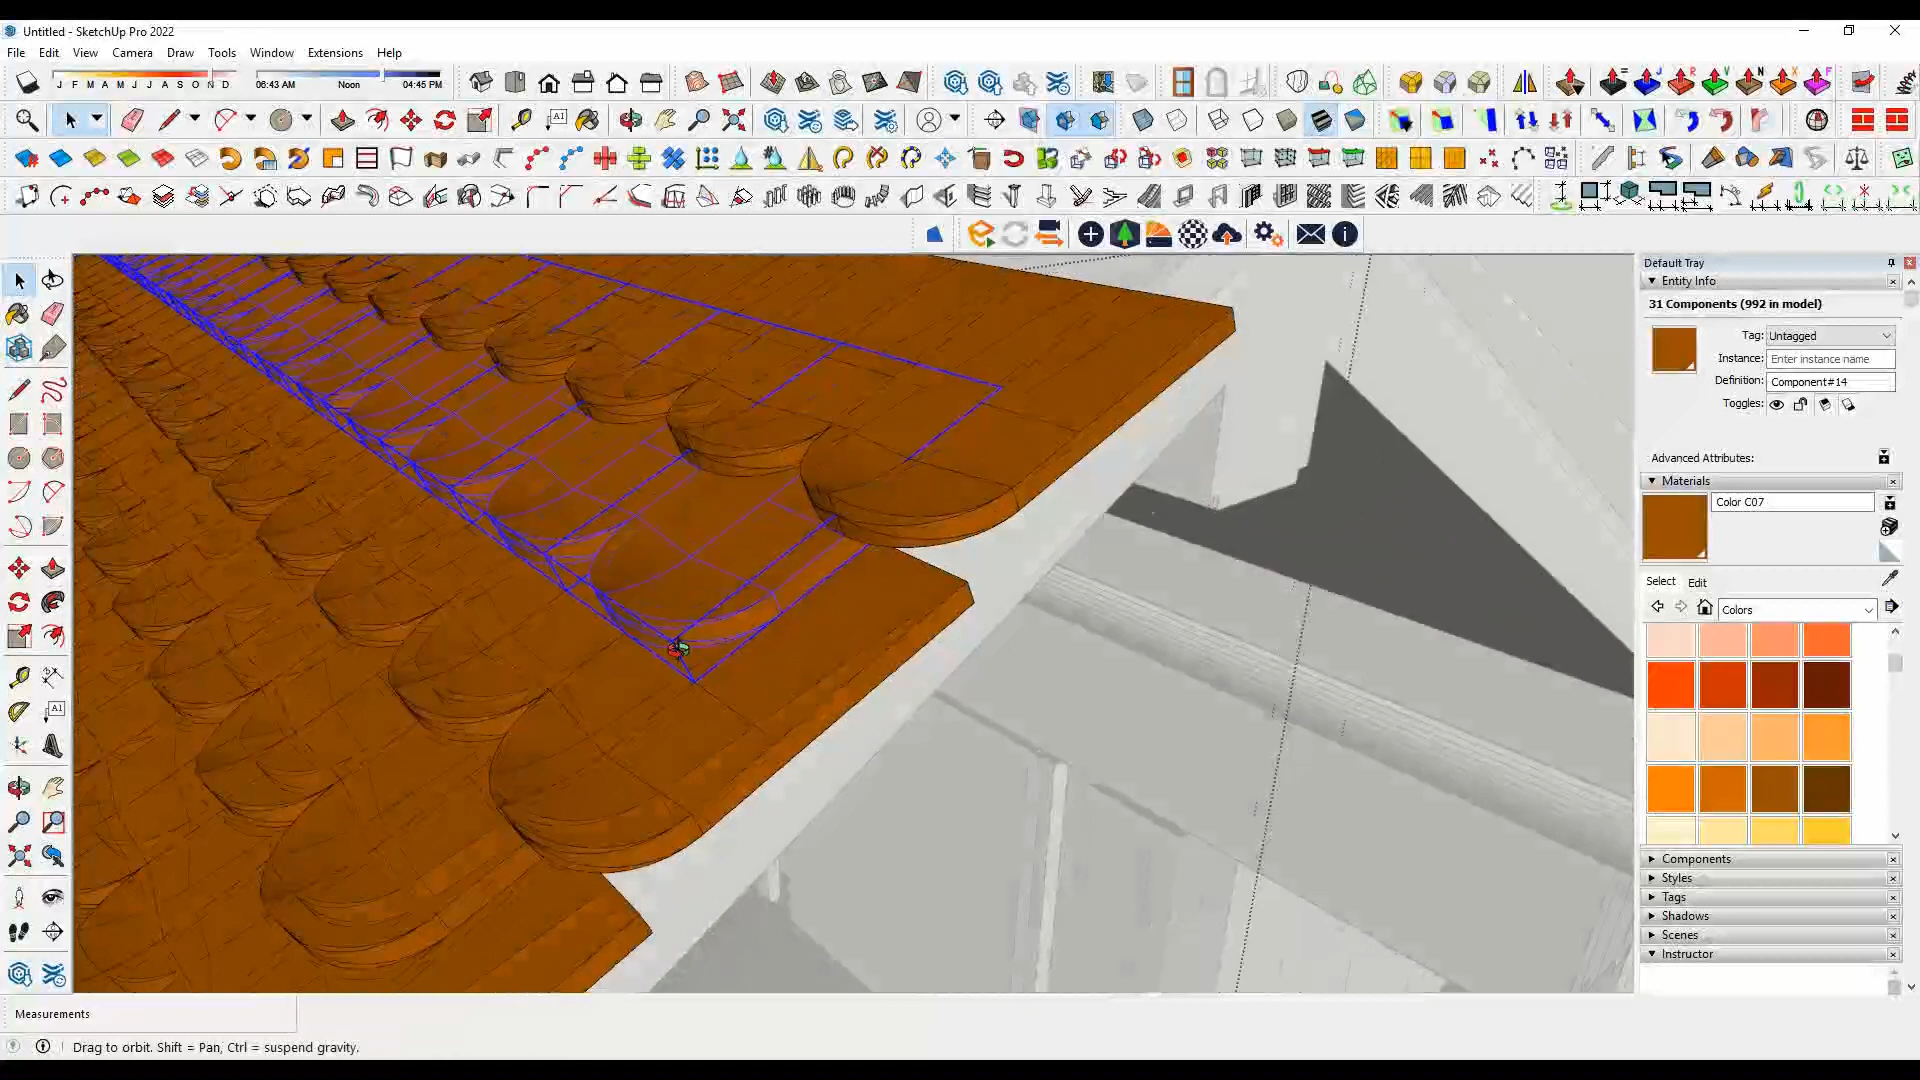 Untitled - SketchUp Pro 2022
File Edit View Camera Draw Tools Window Extensions Help
J F M A M J J A S O N D 06:43 AM Noon 04:45 PM
Default Tray
Entity Info
31 Components (992 in model)
Tag: Untagged
Instance: Enter instance name
Definition: Component#14
Toggles:
Advanced Attributes:
Materials
Color C07
Select Edit
Colors
Components
Styles
Tags
Shadows
Scenes
Instructor
Measurements
Drag to orbit. Shift = Pan, Ctrl = suspend gravity.